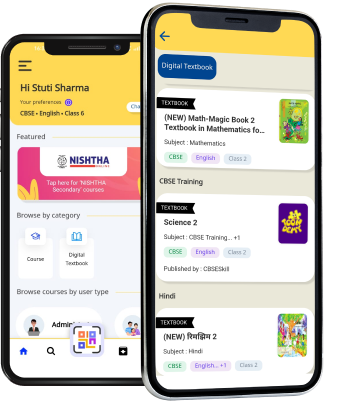 Hi Stuti Sharma
Your preferences
CBSE • English • Class 6
Cha
Featured
NISHTHA
Tap here for 'NISHTHA
Secondary' courses
Browse by category
Course
Digital
Textbook
Browse courses by user type
Admini
Digital Textbook
TEXTBOOK
(NEW) Math-Magic Book 2
Textbook in Mathematics fo...
Subject : Mathematics
CBSE English Class 2
CBSE Training
TEXTBOOK
Science 2
Subject : CBSE Training... +1
CBSE English Class 2
Published by : CBSESkill
Hindi
TEXTBOOK
(NEW) रिमझिम 2
Subject : Hindi
CBSE English... +1 Class 2